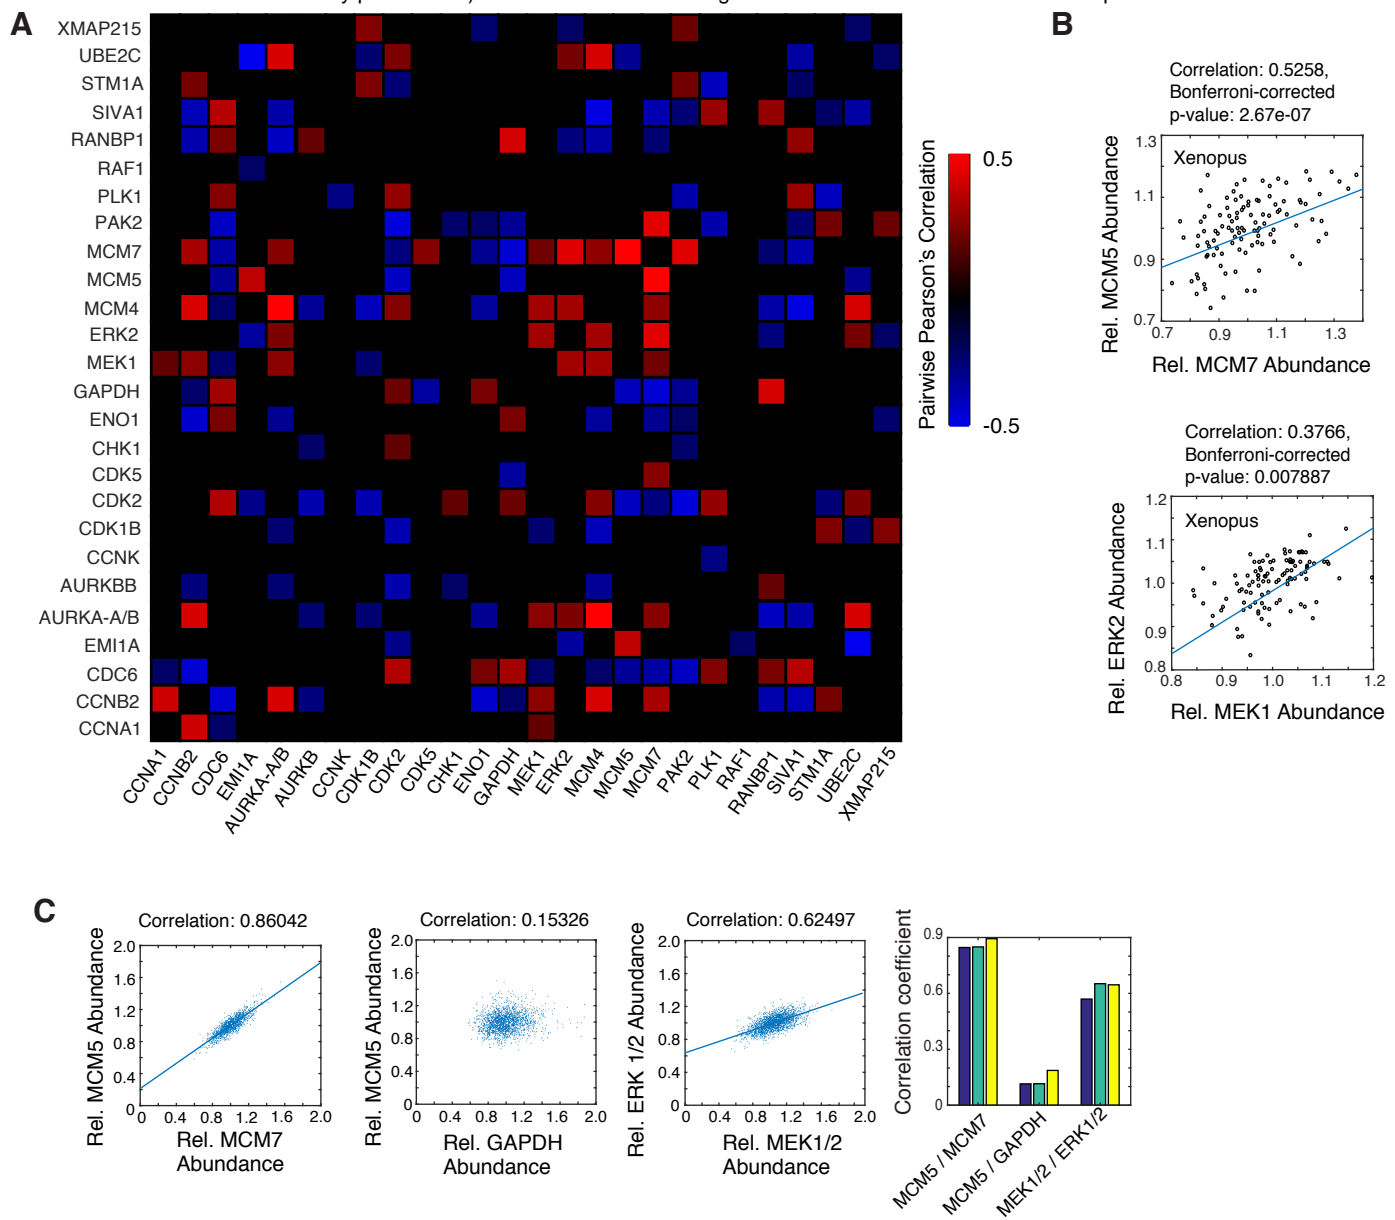 A
XMAP215
UBE2C
STM1A
SIVA1
RANBP1
RAF1
PLK1
PAK2
MCM7
MCM5
MCM4
ERK2
MEK1
GAPDH
ENO1
CHK1
CDK5
CDK2
CDK1B
CCNK
AURKBB
AURKA-A/B
EMI1A
CDC6
CCNB2
CCNA1
CCNA1
CCNB2
CDC6
EMI1A
AURKA-A/B
AURKB
CCNK
CDK1B
CDK2
CDK5
CHK1
ENO1
GAPDH
MEK1
ERK2
MCM4
MCM5
MCM7
PAK2
PLK1
RAF1
RANBP1
SIVA1
STM1A
UBE2C
XMAP215
Pairwise Pearson's Correlation
0.5
-0.5
B
Correlation: 0.5258,
Bonferroni-corrected
p-value: 2.67e-07
Xenopus
Rel. MCM5 Abundance
1.3
1.1
0.9
0.7
0.7 0.9 1.1 1.3
Rel. MCM7 Abundance
Correlation: 0.3766,
Bonferroni-corrected
p-value: 0.007887
Xenopus
Rel. ERK2 Abundance
1.2
1.1
1.0
0.9
0.8
0.8 0.9 1.0 1.1 1.2
Rel. MEK1 Abundance
C
Correlation: 0.86042
Rel. MCM5 Abundance
2.0
1.6
1.2
0.8
0.4
0
0 0.4 0.8 1.2 1.6 2.0
Rel. MCM7
Abundance
Correlation: 0.15326
Rel. MCM5 Abundance
2.0
1.6
1.2
0.8
0.4
0
0 0.4 0.8 1.2 1.6 2.0
Rel. GAPDH
Abundance
Correlation: 0.62497
Rel. ERK 1/2 Abundance
2.0
1.6
1.2
0.8
0.4
0
0 0.4 0.8 1.2 1.6 2.0
Rel. MEK1/2
Abundance
Correlation coefficient
0.9
0.6
0.3
0
MCM5 / MCM7
MCM5 / GAPDH
MEK1/2 / ERK1/2